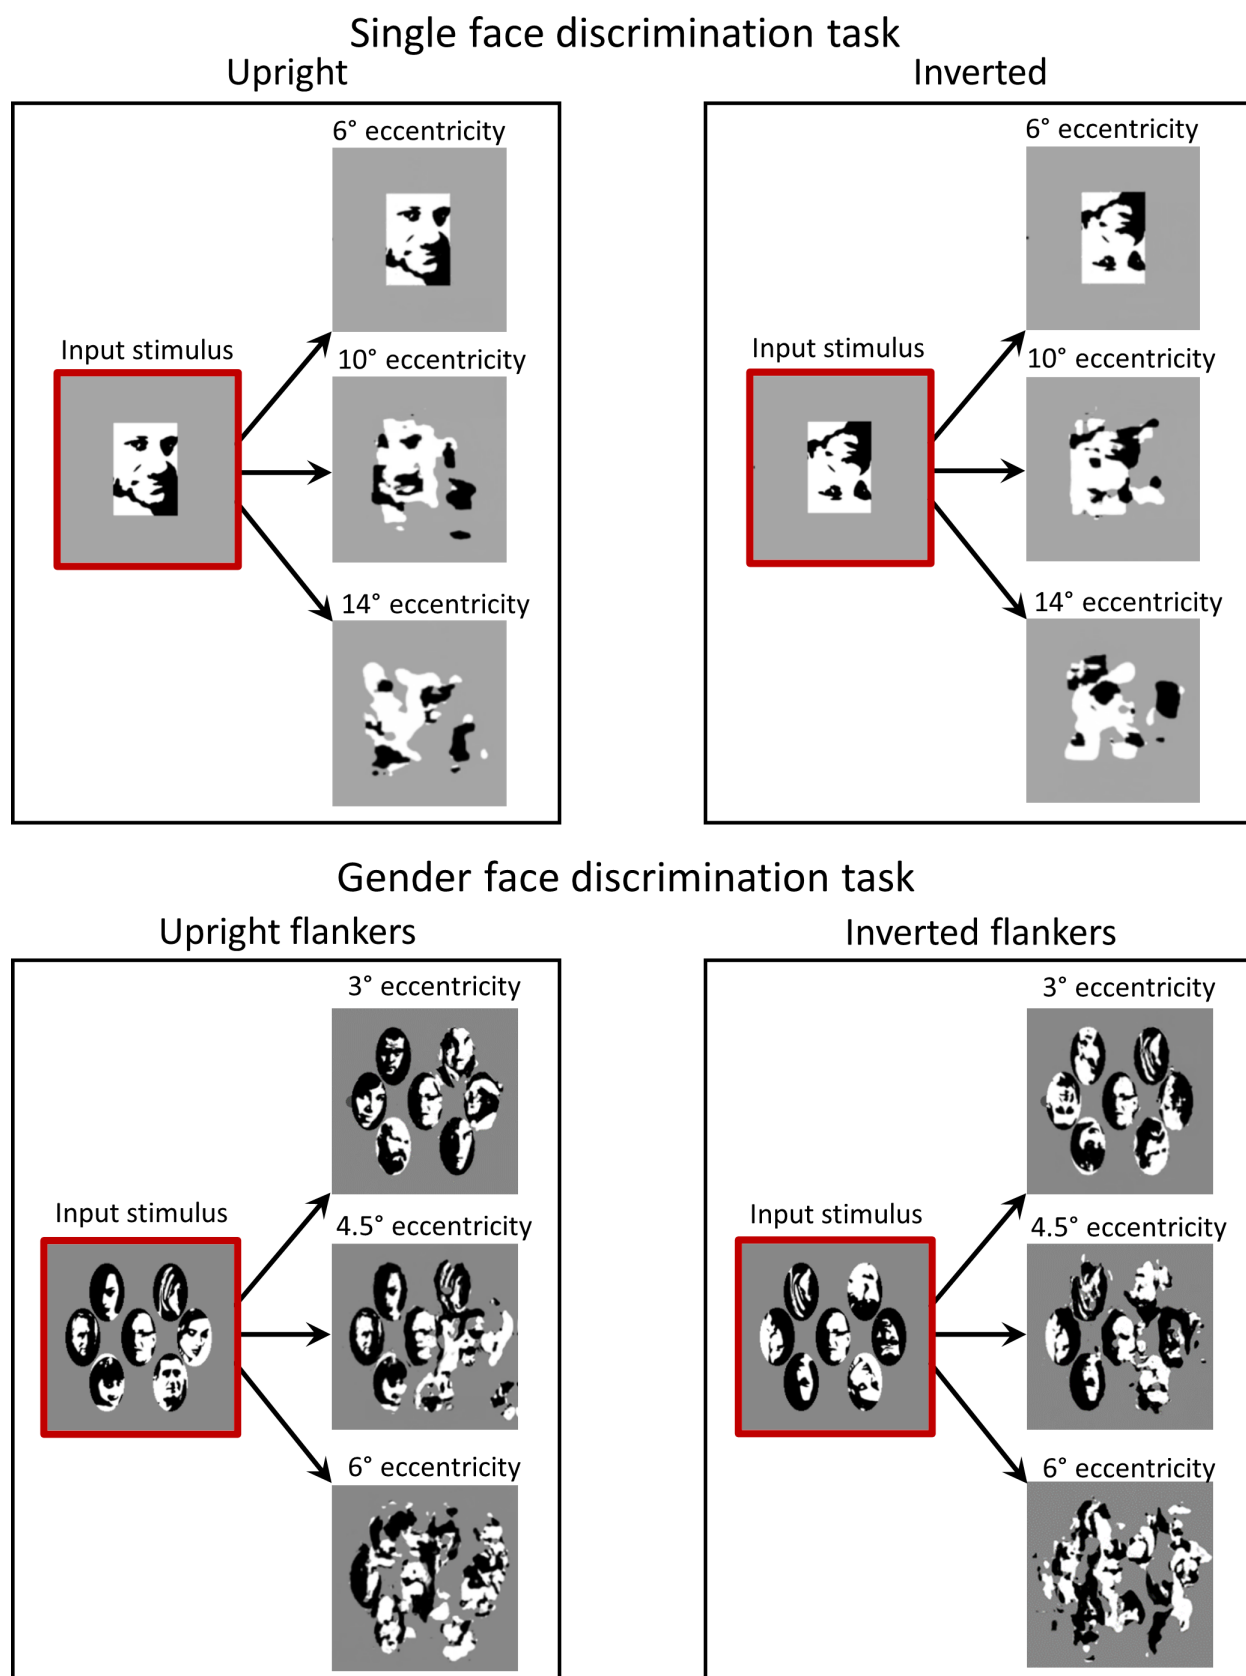 Single face discrimination task
Upright
Inverted
6° eccentricity
6° eccentricity
Input stimulus
10° eccentricity
Input stimulus
10° eccentricity
14° eccentricity
14° eccentricity
Gender face discrimination task
Upright flankers
Inverted flankers
3° eccentricity
3° eccentricity
Input stimulus
4.5° eccentricity
Input stimulus
4.5° eccentricity
6° eccentricity
6° eccentricity